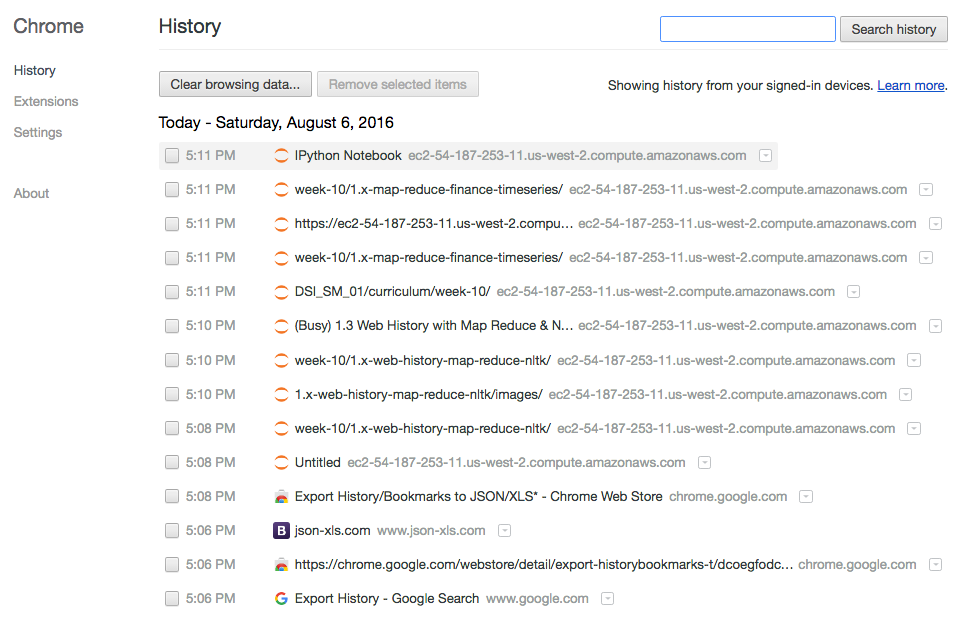 Chrome
History
Search history
History
Extensions
Settings
About
Clear browsing data...
Remove selected items
Showing history from your signed-in devices. Learn more.
Today - Saturday, August 6, 2016
5:11 PM IPython Notebook ec2-54-187-253-11.us-west-2.compute.amazonaws.com
5:11 PM week-10/1.x-map-reduce-finance-timeseries/ ec2-54-187-253-11.us-west-2.compute.amazonaws.com
5:11 PM https://ec2-54-187-253-11.us-west-2.compu... ec2-54-187-253-11.us-west-2.compute.amazonaws.com
5:11 PM week-10/1.x-map-reduce-finance-timeseries/ ec2-54-187-253-11.us-west-2.compute.amazonaws.com
5:11 PM DSI_SM_01/curriculum/week-10/ ec2-54-187-253-11.us-west-2.compute.amazonaws.com
5:10 PM (Busy) 1.3 Web History with Map Reduce & N... ec2-54-187-253-11.us-west-2.compute.amazonaws.com
5:10 PM week-10/1.x-web-history-map-reduce-nltk/ ec2-54-187-253-11.us-west-2.compute.amazonaws.com
5:10 PM 1.x-web-history-map-reduce-nltk/images/ ec2-54-187-253-11.us-west-2.compute.amazonaws.com
5:08 PM week-10/1.x-web-history-map-reduce-nltk/ ec2-54-187-253-11.us-west-2.compute.amazonaws.com
5:08 PM Untitled ec2-54-187-253-11.us-west-2.compute.amazonaws.com
5:08 PM Export History/Bookmarks to JSON/XLS* - Chrome Web Store chrome.google.com
5:06 PM B json-xls.com www.json-xls.com
5:06 PM https://chrome.google.com/webstore/detail/export-historybookmarks-t/dcoegfodc... chrome.google.com
5:06 PM Export History - Google Search www.google.com